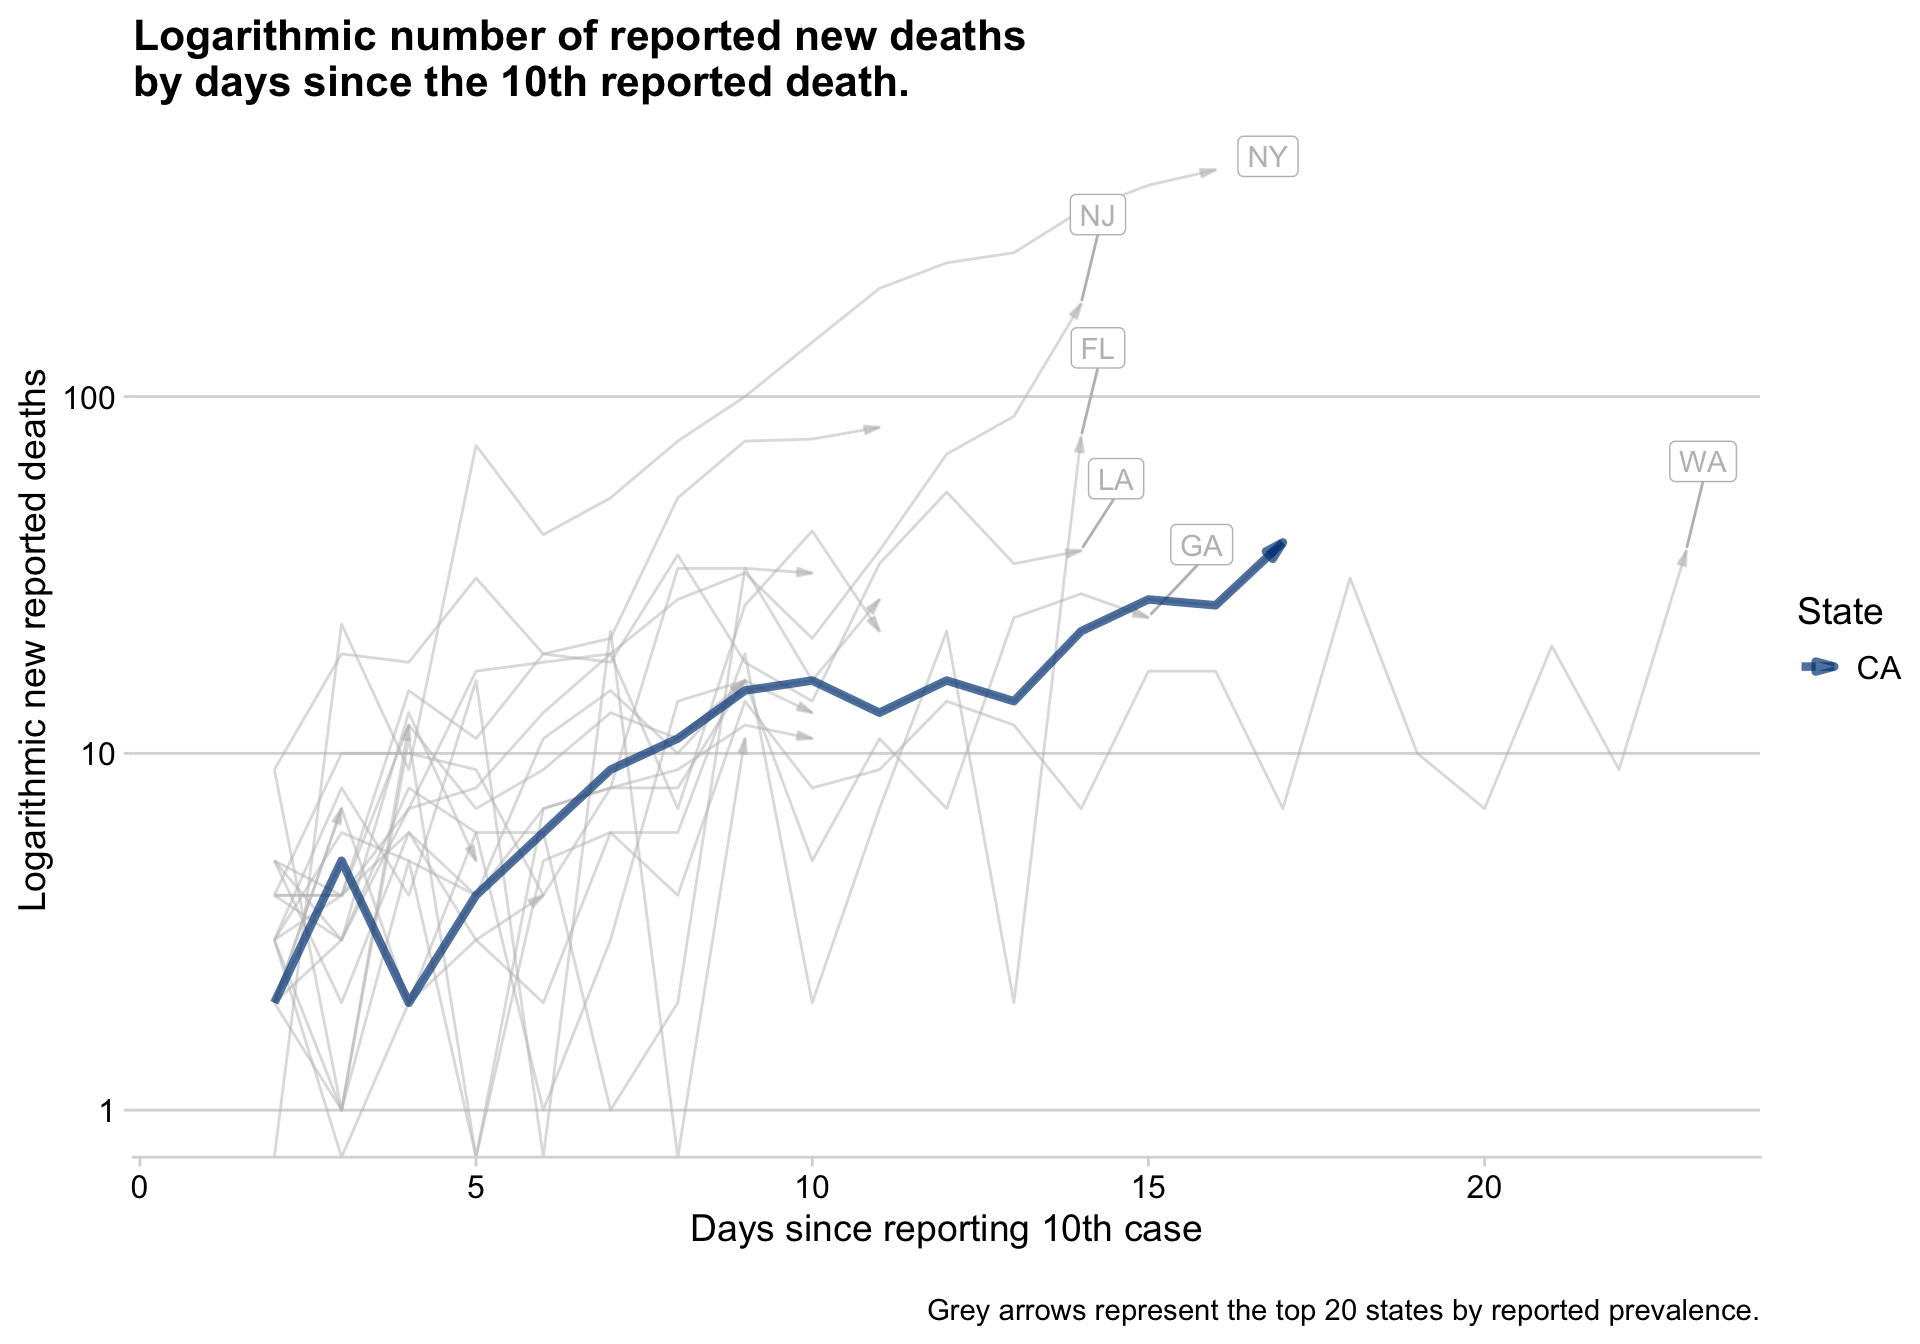 Logarithmic number of reported new deaths
by days since the 10th reported death.
NY
NJ
FL
LA
GA
WA
Logarithmic new reported deaths
100
10
1
0 5 10 15 20
Days since reporting 10th case
State
CA
Grey arrows represent the top 20 states by reported prevalence.